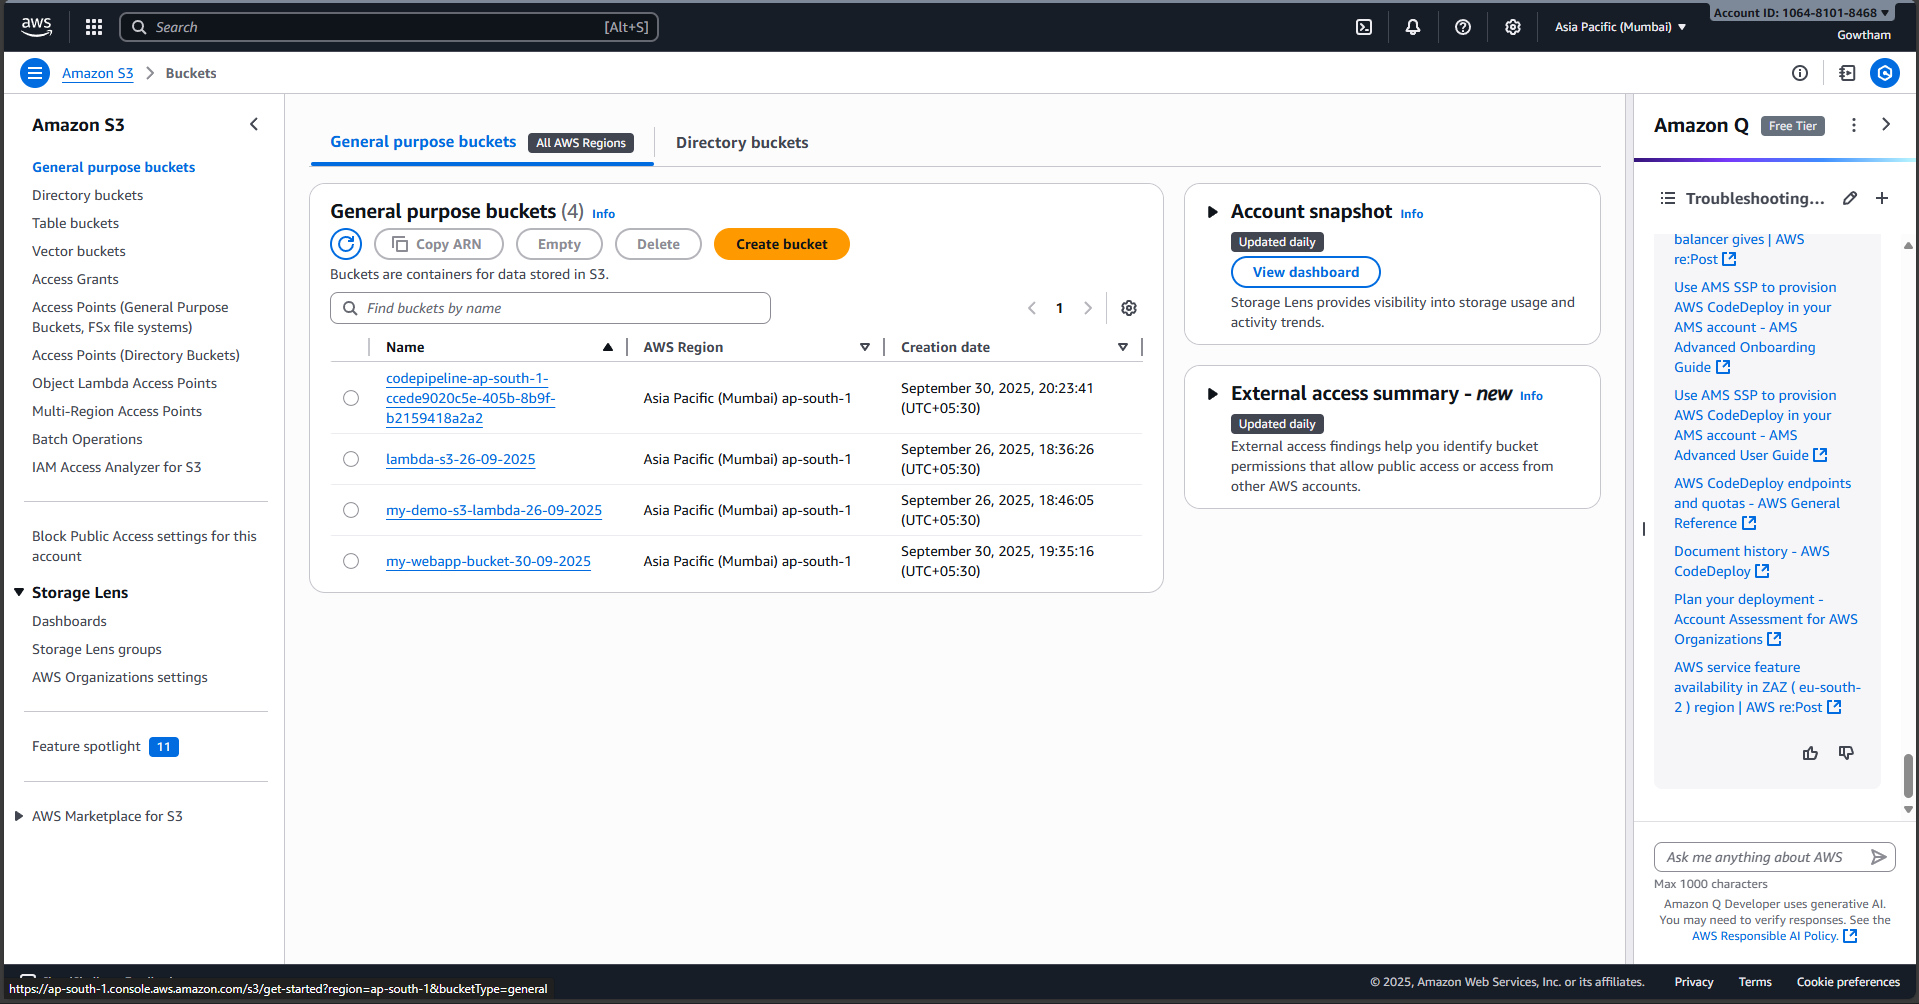 aws
Search
[Alt+S]
Asia Pacific (Mumbai)
Account ID: 1064-8101-8468
Gowtham
Amazon S3
Buckets
Amazon S3
General purpose buckets
Directory buckets
Table buckets
Vector buckets
Access Grants
Access Points (General Purpose
Buckets, FSx file systems)
Access Points (Directory Buckets)
Object Lambda Access Points
Multi-Region Access Points
Batch Operations
IAM Access Analyzer for S3
Block Public Access settings for this
account
Storage Lens
Dashboards
Storage Lens groups
AWS Organizations settings
Feature spotlight 11
AWS Marketplace for S3
General purpose buckets All AWS Regions
Directory buckets
General purpose buckets (4) Info
Copy ARN
Empty
Delete
Create bucket
Buckets are containers for data stored in S3.
Find buckets by name
1
Name
AWS Region
Creation date
codepipeline-ap-south-1-
ccede9020c5e-405b-8b9f-
b2159418a2a2
Asia Pacific (Mumbai) ap-south-1
September 30, 2025, 20:23:41
(UTC+05:30)
lambda-s3-26-09-2025
Asia Pacific (Mumbai) ap-south-1
September 26, 2025, 18:36:26
(UTC+05:30)
my-demo-s3-lambda-26-09-2025
Asia Pacific (Mumbai) ap-south-1
September 26, 2025, 18:46:05
(UTC+05:30)
my-webapp-bucket-30-09-2025
Asia Pacific (Mumbai) ap-south-1
September 30, 2025, 19:35:16
(UTC+05:30)
Account snapshot Info
Updated daily
View dashboard
Storage Lens provides visibility into storage usage and
activity trends.
External access summary - new Info
Updated daily
External access findings help you identify bucket
permissions that allow public access or access from
other AWS accounts.
Amazon Q Free Tier
Troubleshooting...
balancer gives | AWS
re:Post
Use AMS SSP to provision
AWS CodeDeploy in your
AMS account - AMS
Advanced Onboarding
Guide
Use AMS SSP to provision
AWS CodeDeploy in your
AMS account - AMS
Advanced User Guide
AWS CodeDeploy endpoints
and quotas - AWS General
Reference
Document history - AWS
CodeDeploy
Plan your deployment -
Account Assessment for AWS
Organizations
AWS service feature
availability in ZAZ ( eu-south-
2 ) region | AWS re:Post
Ask me anything about AWS
Max 1000 characters
Amazon Q Developer uses generative AI.
You may need to verify responses. See the
AWS Responsible AI Policy.
https://ap-south-1.console.aws.amazon.com/s3/get-started?region=ap-south-1&bucketType=general
© 2025, Amazon Web Services, Inc. or its affiliates.
Privacy
Terms
Cookie preferences